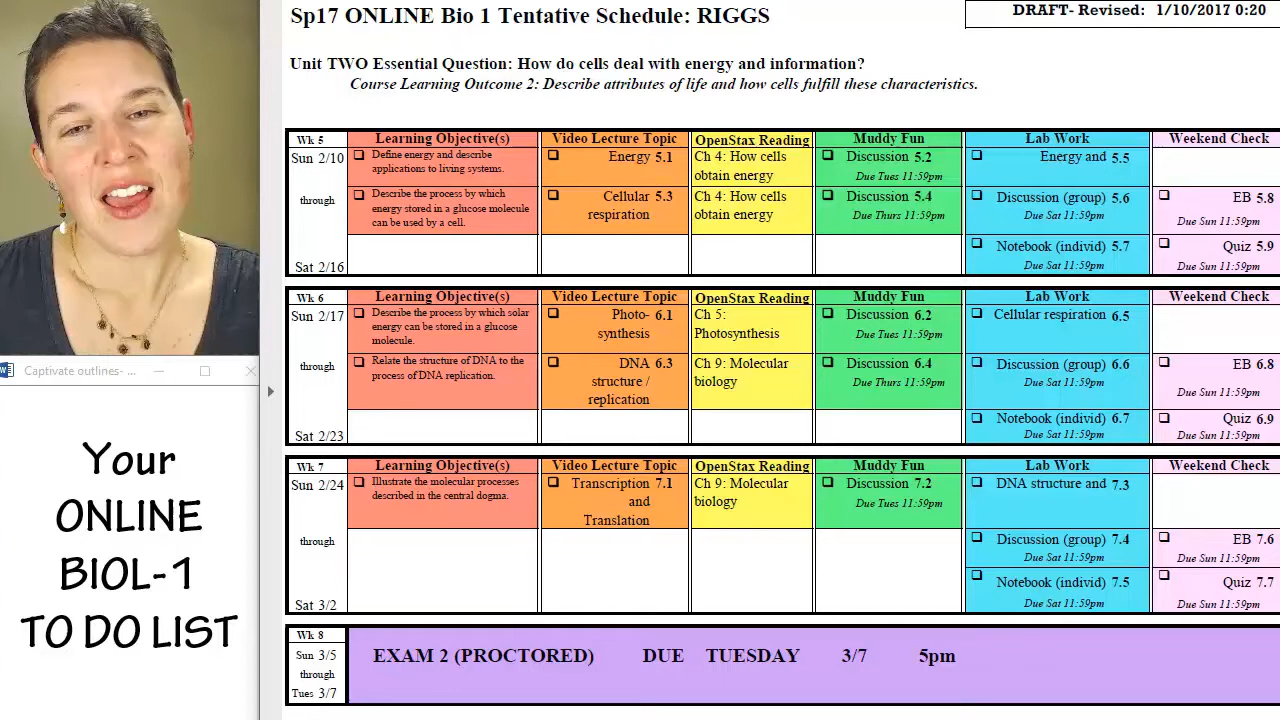 Sp17 ONLINE Bio 1 Tentative Schedule: RIGGS
DRAFT- Revised: 1/10/2017 0:20
Unit TWO Essential Question: How do cells deal with energy and information?
Course Learning Outcome 2: Describe attributes of life and how cells fulfill these characteristics.
Wk 5 Learning Objective(s) Video Lecture Topic OpenStax Reading Muddy Fun Lab Work Weekend Check
Sun 2/10 Define energy and describe Energy 5.1 Ch 4: How cells Discussion 5.2 Energy and 5.5
applications to living systems. obtain energy Due Tues 11:59pm
through Describe the process by which Cellular 5.3 Ch 4: How cells Discussion 5.4 Discussion (group) 5.6 EB 5.8
energy stored in a glucose molecule respiration obtain energy Due Thurs 11:59pm Due Sat 11:59pm Due Sun 11:59pm
can be used by a cell.
Notebook (individ) 5.7 Quiz 5.9
Sat 2/16 Due Sat 11:59pm Due Sun 11:59pm
Wk 6 Learning Objective(s) Video Lecture Topic OpenStax Reading Muddy Fun Lab Work Weekend Check
Sun 2/17 Describe the process by which solar Photo- 6.1 Ch 5: Discussion 6.2 Cellular respiration 6.5
energy can be stored in a glucose synthesis Photosynthesis Due Tues 11:59pm
molecule.
through Relate the structure of DNA to the DNA 6.3 Ch 9: Molecular Discussion 6.4 Discussion (group) 6.6 EB 6.8
process of DNA replication. structure / biology Due Thurs 11:59pm Due Sat 11:59pm Due Sun 11:59pm
replication
Notebook (individ) 6.7 Quiz 6.9
Sat 2/23 Due Sat 11:59pm Due Sun 11:59pm
Wk 7 Learning Objective(s) Video Lecture Topic OpenStax Reading Muddy Fun Lab Work Weekend Check
Sun 2/24 Illustrate the molecular processes Transcription 7.1 Ch 9: Molecular Discussion 7.2 DNA structure and 7.3
described in the central dogma. and biology Due Tues 11:59pm
Translation
through Discussion (group) 7.4 EB 7.6
Due Sat 11:59pm Due Sun 11:59pm
Notebook (individ) 7.5 Quiz 7.7
Sat 3/2 Due Sat 11:59pm Due Sun 11:59pm
Wk 8
Sun 3/5 EXAM 2 (PROCTORED) DUE TUESDAY 3/7 5pm
through
Tues 3/7
Captivate outlines- ...
Your
ONLINE
BIOL-1
TO DO LIST